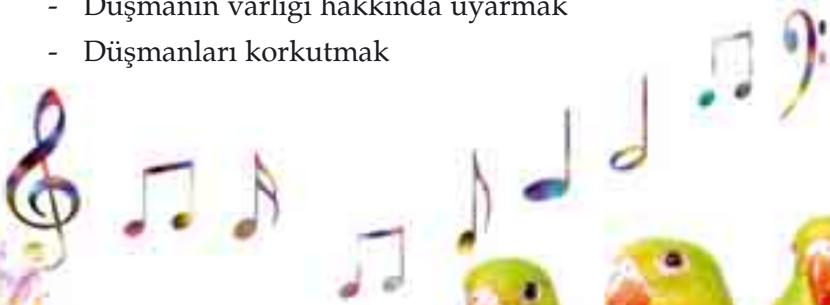 - Düşmanın varlığı hakkında uyarmak
- Düşmanları korkutmak